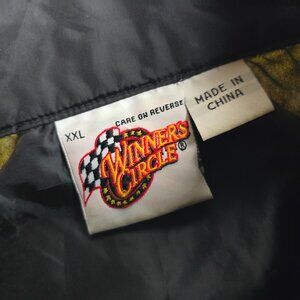 XXL
CARE ON REVERSE
WINNERS
CIRCLE®
MADE IN
CHINA